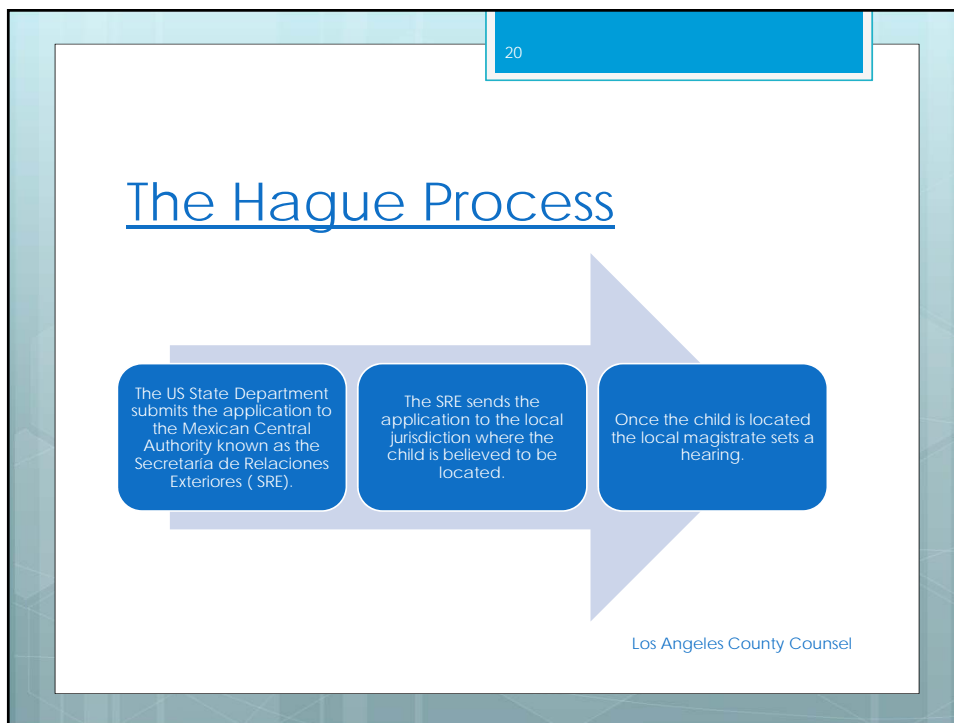 20
The Hague Process
The US State Department
submits the application to
the Mexican Central
Authority known as the
Secretaría de Relaciones
Exteriores ( SRE).
The SRE sends the
application to the local
jurisdiction where the
child is believed to be
located.
Once the child is located
the local magistrate sets a
hearing.
Los Angeles County Counsel